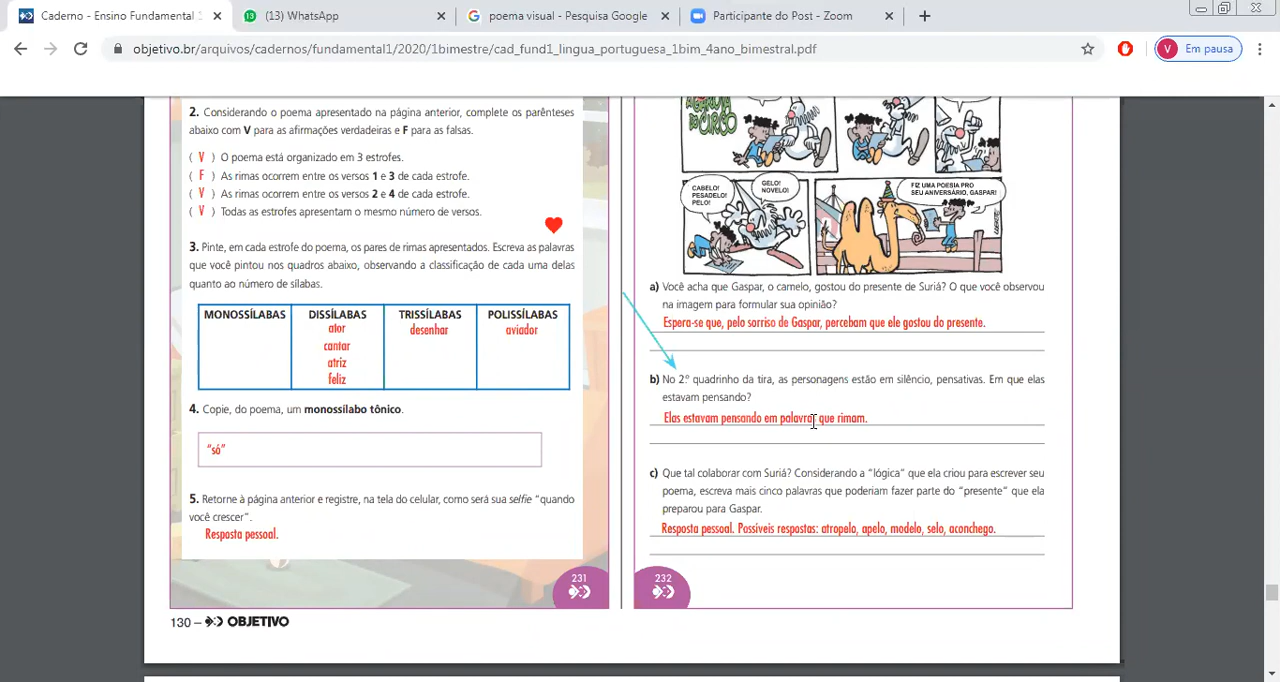 Caderno - Ensino Fundamental
(13) WhatsApp
poema visual - Pesquisa Google
Participante do Post - Zoom
objetivo.br/arquivos/cadernos/fundamental1/2020/1bimestre/cad_fund1_lingua_portuguesa_1bim_4ano_bimestral.pdf
V
Em pausa
2. Considerando o poema apresentado na página anterior, complete os parênteses
abaixo com V para as afirmações verdadeiras e F para as falsas.
( V ) O poema está organizado em 3 estrofes.
( F ) As rimas ocorrem entre os versos 1 e 3 de cada estrofe.
( V ) As rimas ocorrem entre os versos 2 e 4 de cada estrofe.
( V ) Todas as estrofes apresentam o mesmo número de versos.
3. Pinte, em cada estrofe do poema, os pares de rimas apresentados. Escreva as palavras
que você pintou nos quadros abaixo, observando a classificação de cada uma delas
quanto ao número de sílabas.
MONOSSÍLABAS DISSÍLABAS TRISSÍLABAS POLISSÍLABAS
ator desenhar aviador
cantar
atriz
feliz
4. Copie, do poema, um monossílabo tônico.
"só"
5. Retorne à página anterior e registre, na tela do celular, como será sua selfie "quando
você crescer".
Resposta pessoal.
231
130 – OBJETIVO
DO CIRCO
CABELO!
PESADELO!
PELO!
GELO!
NOVELO!
FIZ UMA POESIA PRO
SEU ANIVERSÁRIO, GASPAR!
a) Você acha que Gaspar, o camelo, gostou do presente de Suriá? O que você observou
na imagem para formular sua opinião?
Espera-se que, pelo sorriso de Gaspar, percebam que ele gostou do presente.
b) No 2.º quadrinho da tira, as personagens estão em silêncio, pensativas. Em que elas
estavam pensando?
Elas estavam pensando em palavras que rimam.
c) Que tal colaborar com Suriá? Considerando a "lógica" que ela criou para escrever seu
poema, escreva mais cinco palavras que poderiam fazer parte do "presente" que ela
preparou para Gaspar.
Resposta pessoal. Possíveis respostas: atropelo, apelo, modelo, selo, aconchego.
232